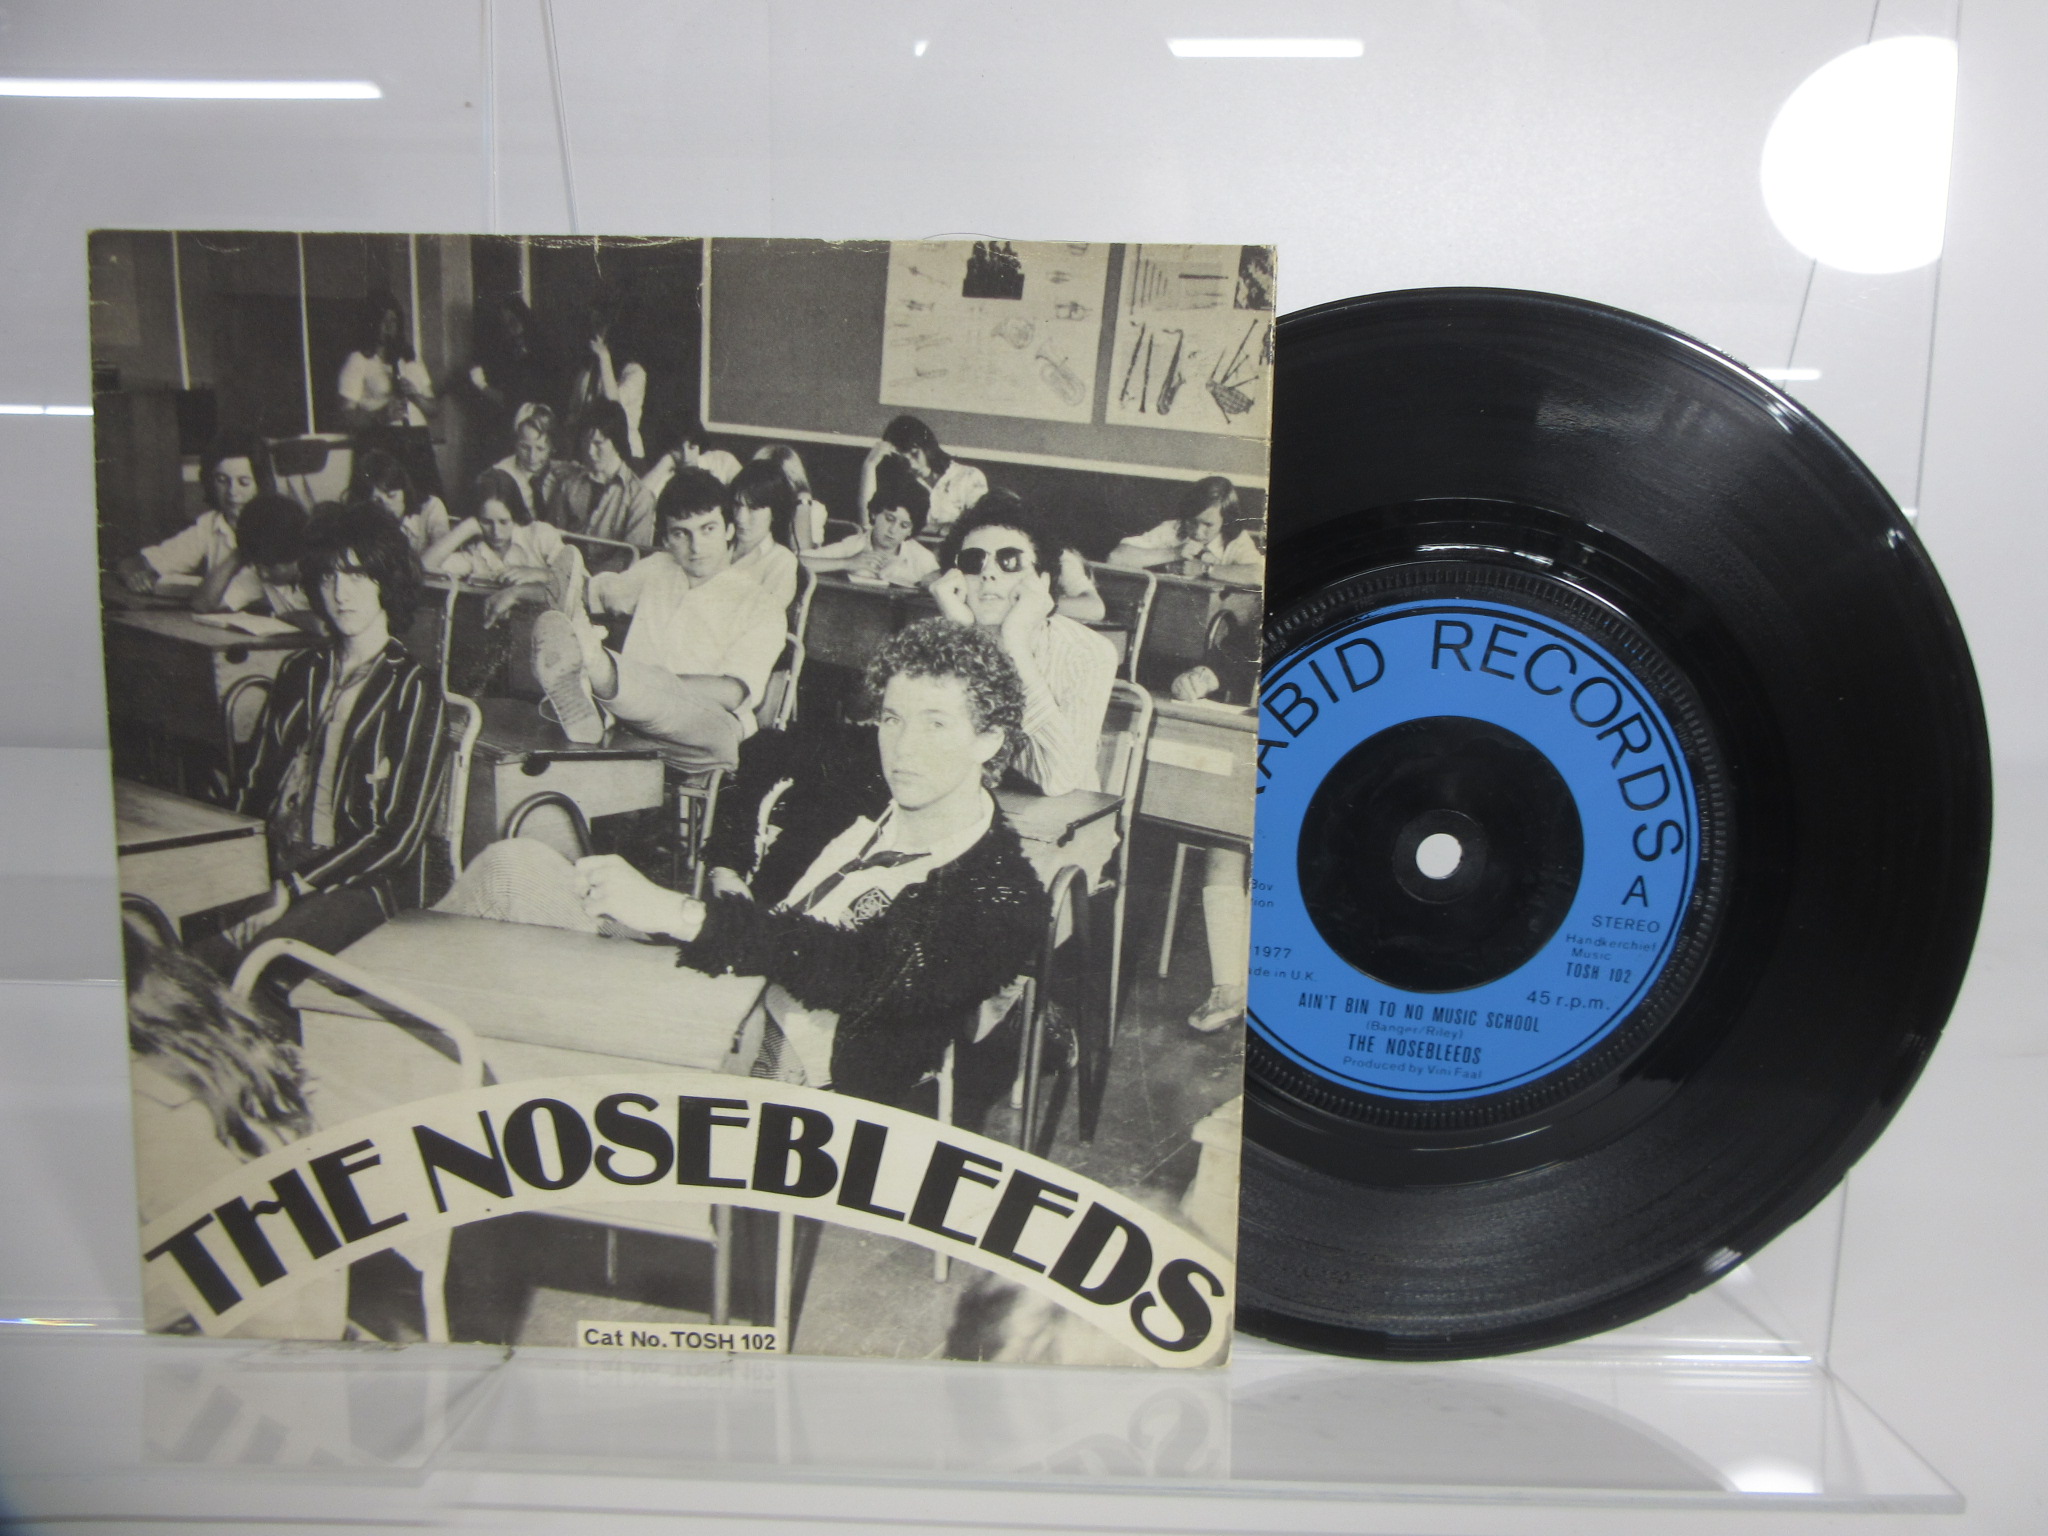 THE NOSEBLEEDS
Cat No. TOSH 102
RECORDS
A
STEREO
Handkerchief
Music
TOSH 102
45 r.p.m.
1977
in U.K.
AIN'T BIN TO NO MUSIC SCHOOL
(Banger/Riley)
THE NOSEBLEEDS
Produced by Vini Faal